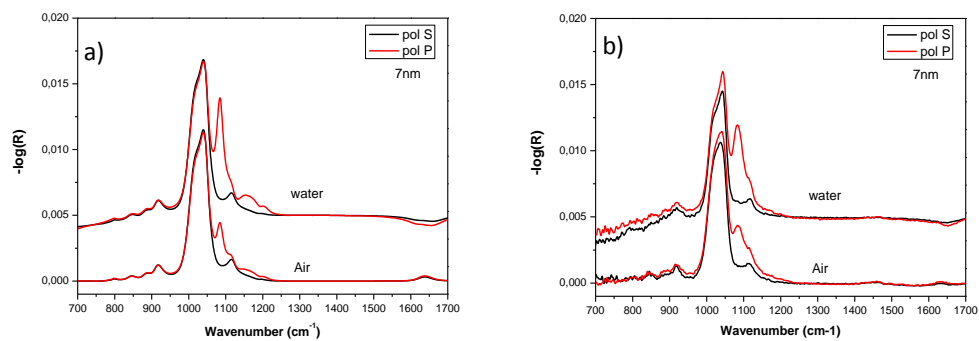 a)
0,020
0,015
0,010
0,005
0,000
-log(R)
pol S
pol P
7nm
water
Air
700 800 900 1000 1100 1200 1300 1400 1500 1600 1700
Wavenumber (cm-1)
b)
0,020
0,015
0,010
0,005
0,000
-log(R)
pol S
pol P
7nm
water
Air
700 800 900 1000 1100 1200 1300 1400 1500 1600 1700
Wavenumber (cm-1)